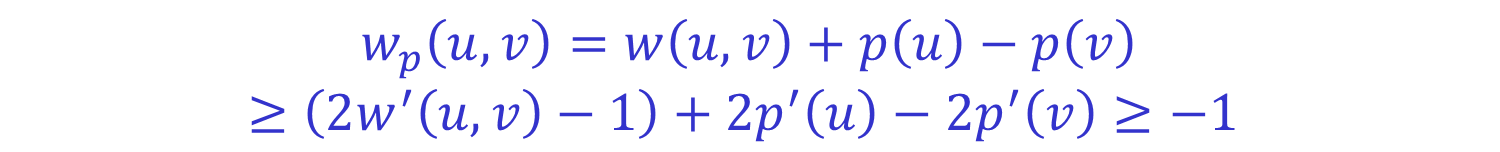 wₚ(u, v) = w(u, v) + p(u) − p(v)
≥ (2w′(u, v) − 1) + 2p′(u) − 2p′(v) ≥ −1